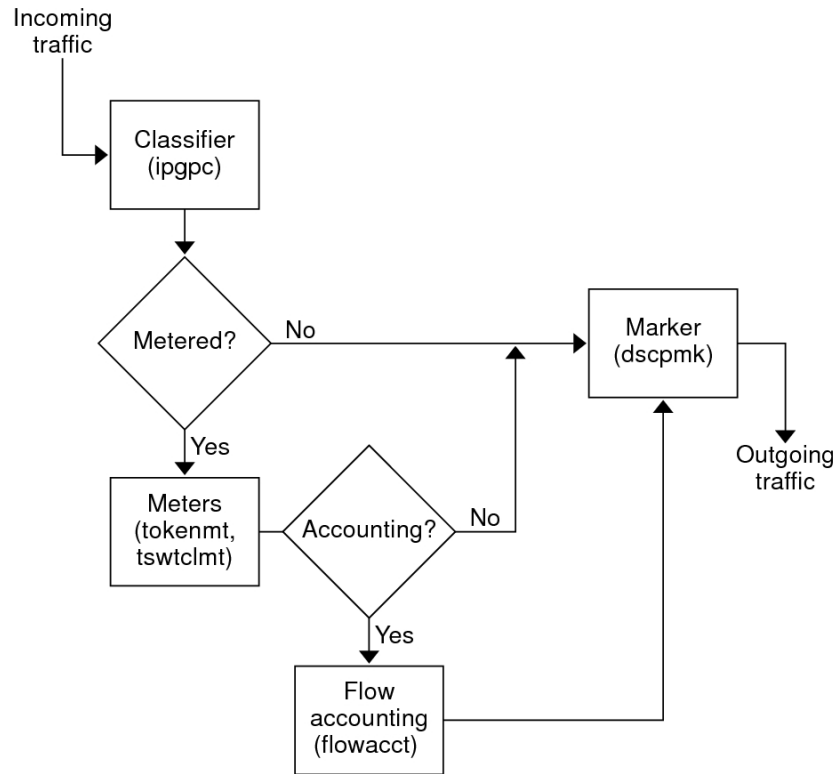 Incoming
traffic
Classifier
(ipgpc)
Metered?
No
Marker
(dscpmk)
Yes
Outgoing
traffic
Meters
(tokenmt,
tswtclmt)
Accounting?
No
Yes
Flow
accounting
(flowacct)